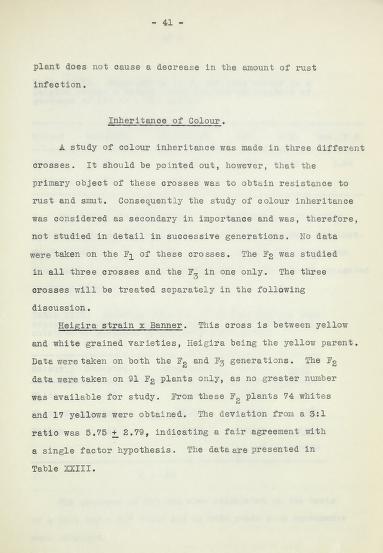 - 41 -
plant does not cause a decrease in the amount of rust
infection.
Inheritance of Colour.
A study of colour inheritance was made in three different
crosses. It should be pointed out, however, that the
primary object of these crosses was to obtain resistance to
rust and smut. Consequently the study of colour inheritance
was considered as secondary in importance and was, therefore,
not studied in detail in successive generations. No data
were taken on the F1 of these crosses. The F2 was studied
in all three crosses and the F3 in one only. The three
crosses will be treated separately in the following
discussion.
Heigira strain x Banner. This cross is between yellow
and white grained varieties, Heigira being the yellow parent.
Data were taken on both the F2 and F3 generations. The F2
data were taken on 91 F2 plants only, as no greater number
was available for study. From these F2 plants 74 whites
and 17 yellows were obtained. The deviation from a 3:1
ratio was 5.75 ± 2.79, indicating a fair agreement with
a single factor hypothesis. The data are presented in
Table XXIII.